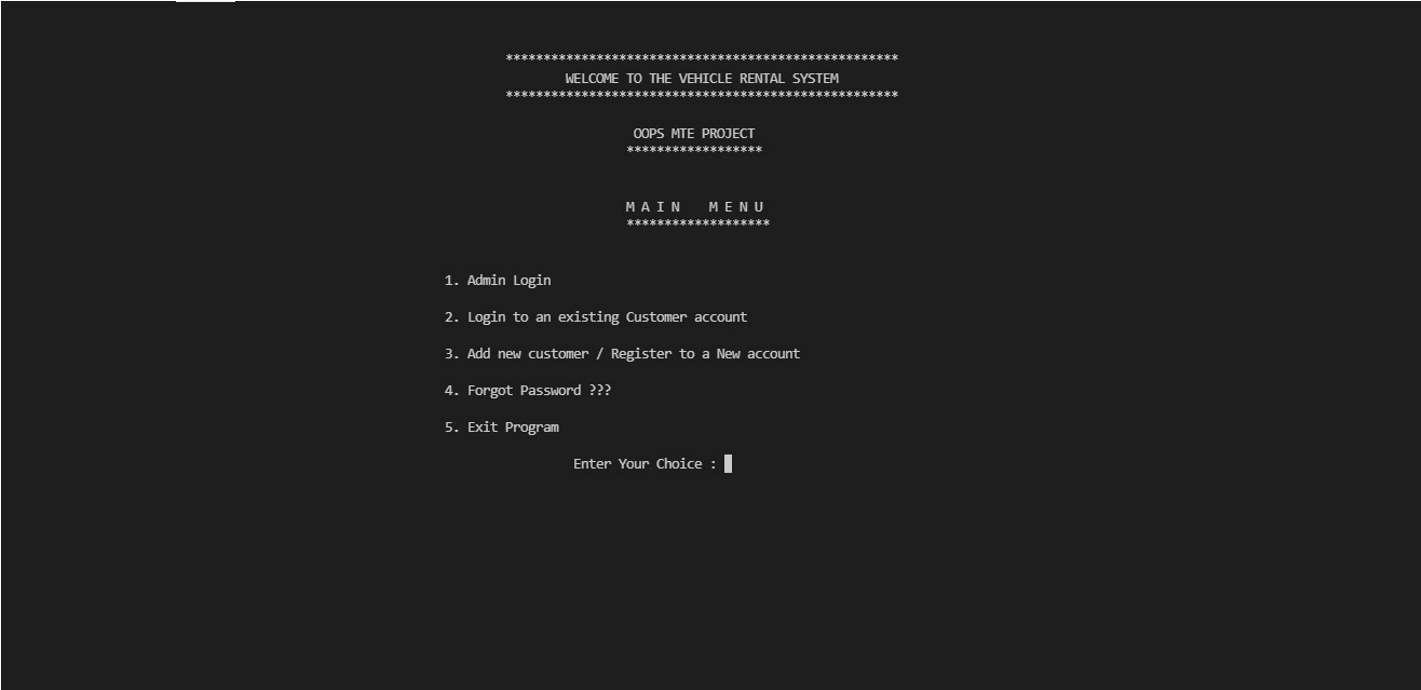 ****************************************************
WELCOME TO THE VEHICLE RENTAL SYSTEM
****************************************************
OOPS MTE PROJECT
******************
M A I N   M E N U
*******************
1. Admin Login
2. Login to an existing Customer account
3. Add new customer / Register to a New account
4. Forgot Password ???
5. Exit Program
Enter Your Choice :